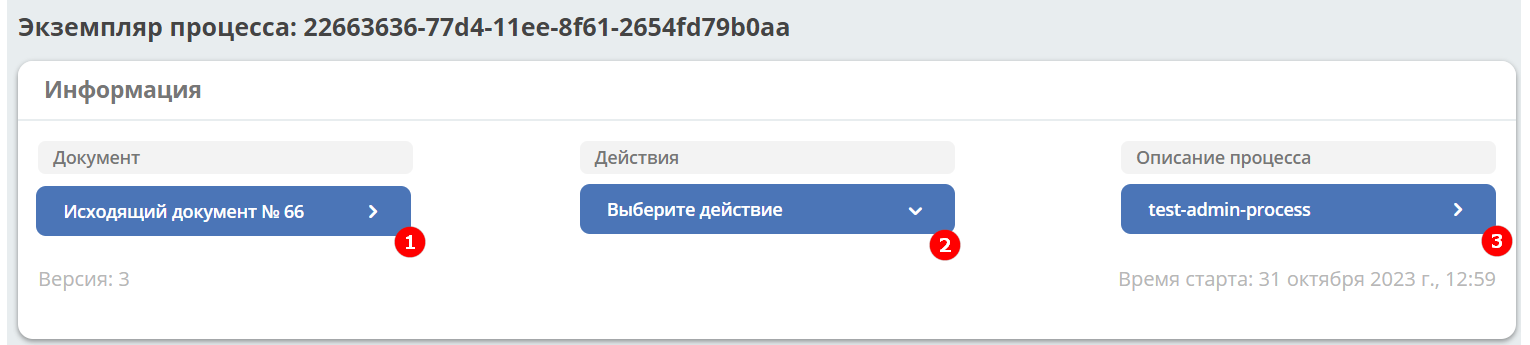 Экземпляр процесса: 22663636-77d4-11ee-8f61-2654fd79b0aa
Информация
Документ
Действия
Описание процесса
Исходящий документ № 66
Выберите действие
test-admin-process
1
2
3
Версия: 3
Время старта: 31 октября 2023 г., 12:59